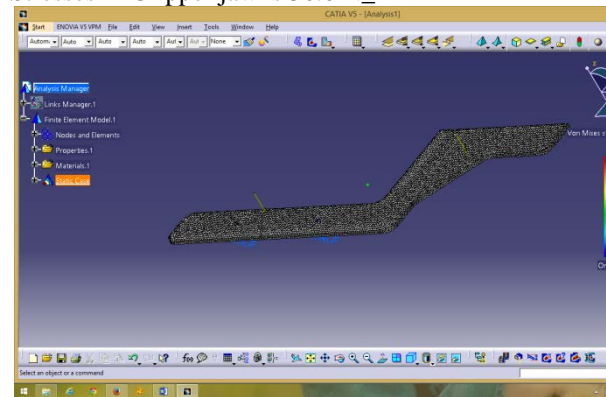 CATIA V5 - [Analysis1]
Start ENOVIA V5 VPM File Edit View Insert Tools Window Help
Auto Auto Auto Aut Aut None
Analysis Manager
Links Manager.1
Finite Element Model.1
Nodes and Elements
Properties.1
Materials.1
Static Case
Von Mises s
Select an object or a command